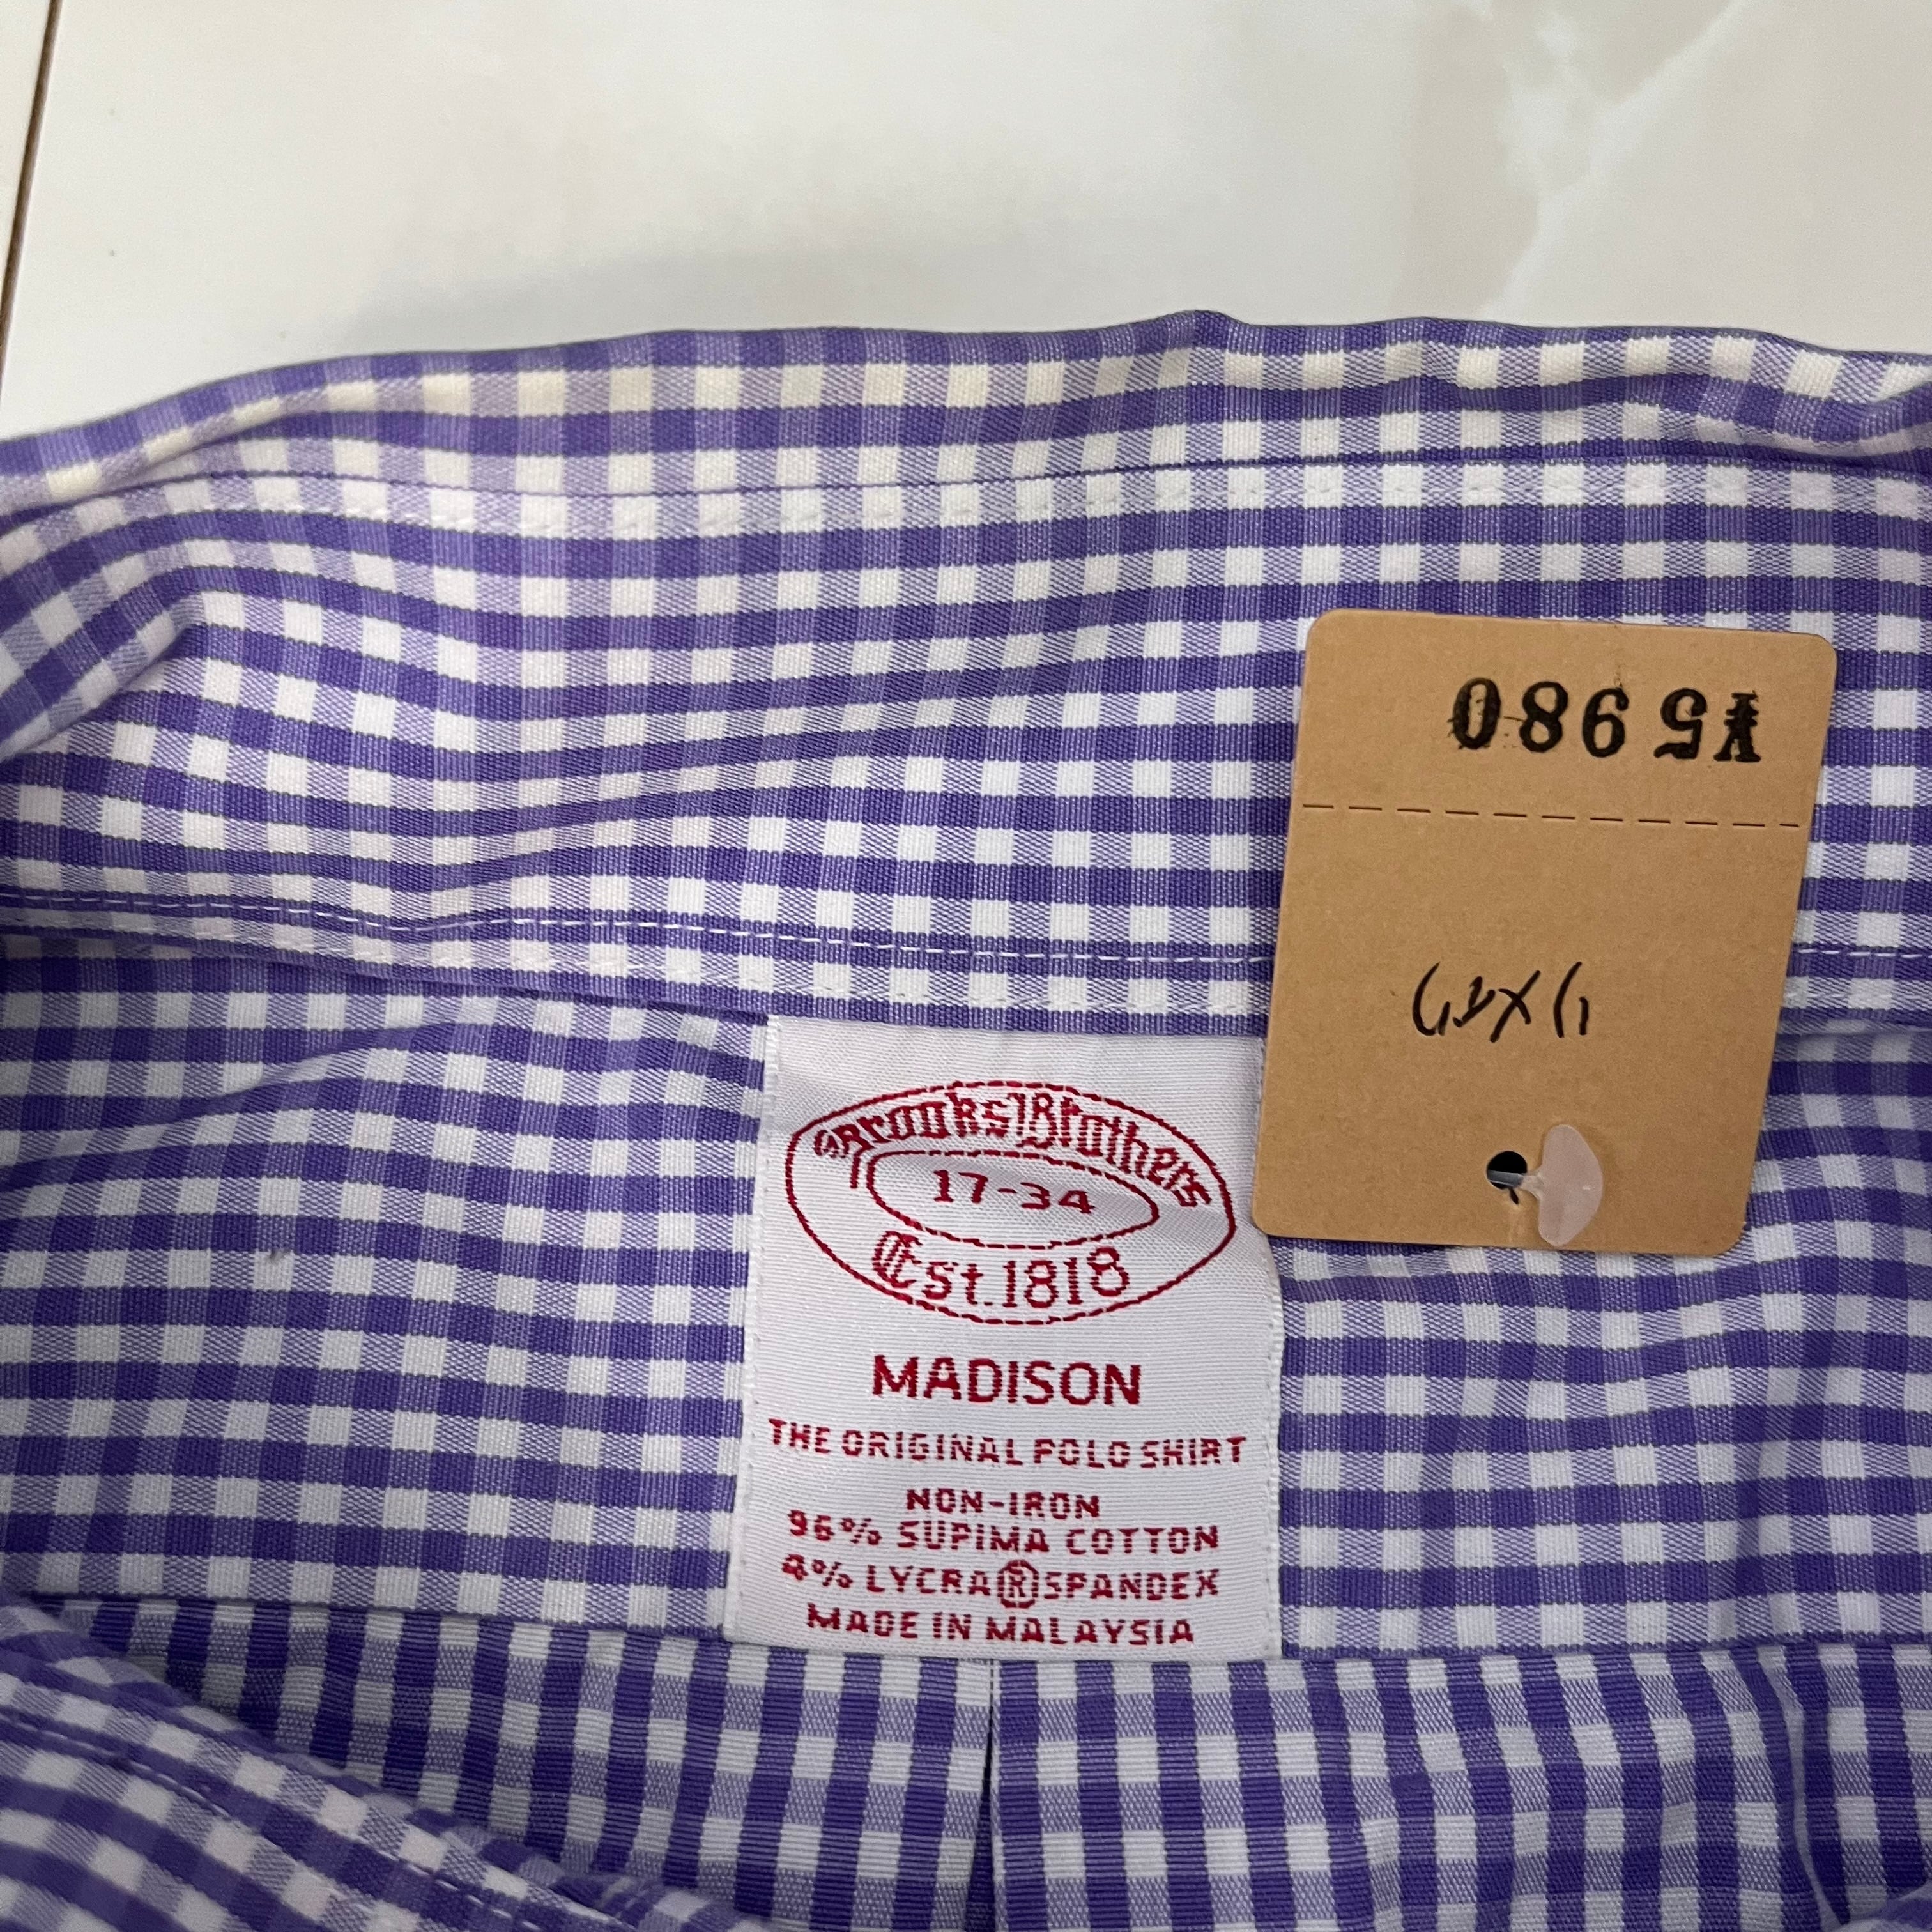 ¥5980
Brooks Brothers
17-34
Est. 1818
MADISON
THE ORIGINAL POLO SHIRT
NON-IRON
96% SUPIMA COTTON
4% LYCRA®SPANDEX
MADE IN MALAYSIA